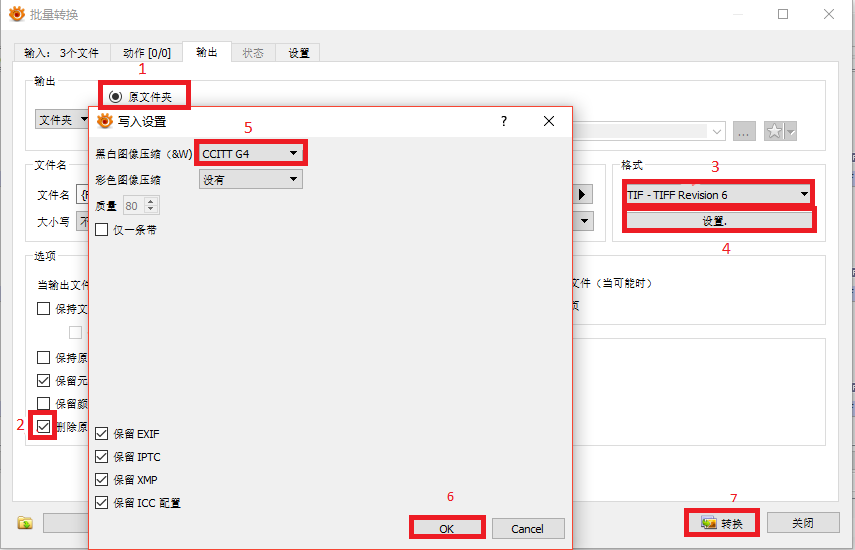 批量转换
输入: 3个文件 动作 [0/0] 输出 状态 设置
1
输出
原文件夹
文件夹
写入设置 ?
5
黑白图像压缩（&W) CCITT G4
彩色图像压缩 没有
质量 80
仅一条带
文件名
文件名
大小写
格式
3
TIF - TIFF Revision 6
设置.
4
选项
当输出文件
文件（当可能时）
保持文
页
保持原
保留元
保留颜
2 删除原
保留 EXIF
保留 IPTC
保留 XMP
保留 ICC 配置
6
OK Cancel
7
转换 关闭